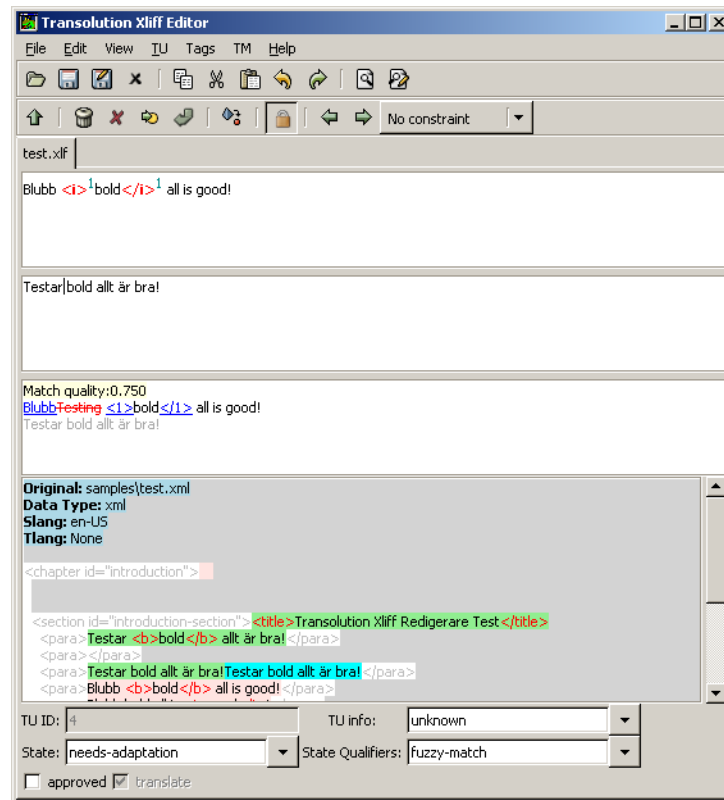 Transolution Xliff Editor
File Edit View TU Tags TM Help
No constraint
test.xlf
Blubb <i>1bold</i>1 all is good!
Testar bold allt är bra!
Match quality:0.750
BlubbTesting <1>bold</1> all is good!
Testar bold allt är bra!
Original: samples\test.xml
Data Type: xml
Slang: en-US
Tlang: None
<chapter id="introduction">
<section id="introduction-section"><title>Transolution Xliff Redigerare Test</title>
<para>Testar <b>bold</b> allt är bra!</para>
<para></para>
<para>Testar bold allt är bra!Testar bold allt är bra!</para>
<para>Blubb <b>bold</b> all is good!</para>
TU ID: 4 TU info: unknown
State: needs-adaptation State Qualifiers: fuzzy-match
approved translate